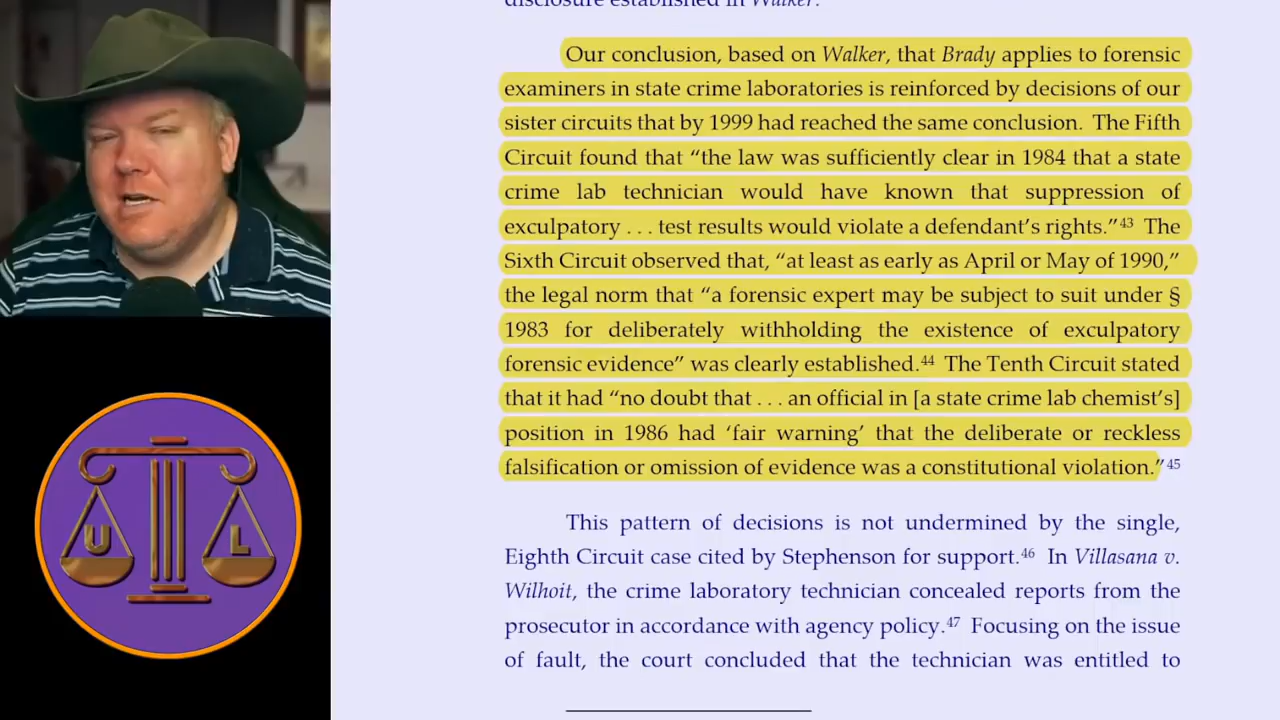 disclosure established in Walker.
Our conclusion, based on Walker, that Brady applies to forensic
examiners in state crime laboratories is reinforced by decisions of our
sister circuits that by 1999 had reached the same conclusion. The Fifth
Circuit found that “the law was sufficiently clear in 1984 that a state
crime lab technician would have known that suppression of
exculpatory . . . test results would violate a defendant’s rights.”43 The
Sixth Circuit observed that, “at least as early as April or May of 1990,”
the legal norm that “a forensic expert may be subject to suit under §
1983 for deliberately withholding the existence of exculpatory
forensic evidence” was clearly established.44 The Tenth Circuit stated
that it had “no doubt that . . . an official in [a state crime lab chemist’s]
position in 1986 had ‘fair warning’ that the deliberate or reckless
falsification or omission of evidence was a constitutional violation.”45
This pattern of decisions is not undermined by the single,
Eighth Circuit case cited by Stephenson for support.46 In Villasana v.
Wilhoit, the crime laboratory technician concealed reports from the
prosecutor in accordance with agency policy.47 Focusing on the issue
of fault, the court concluded that the technician was entitled to
U L